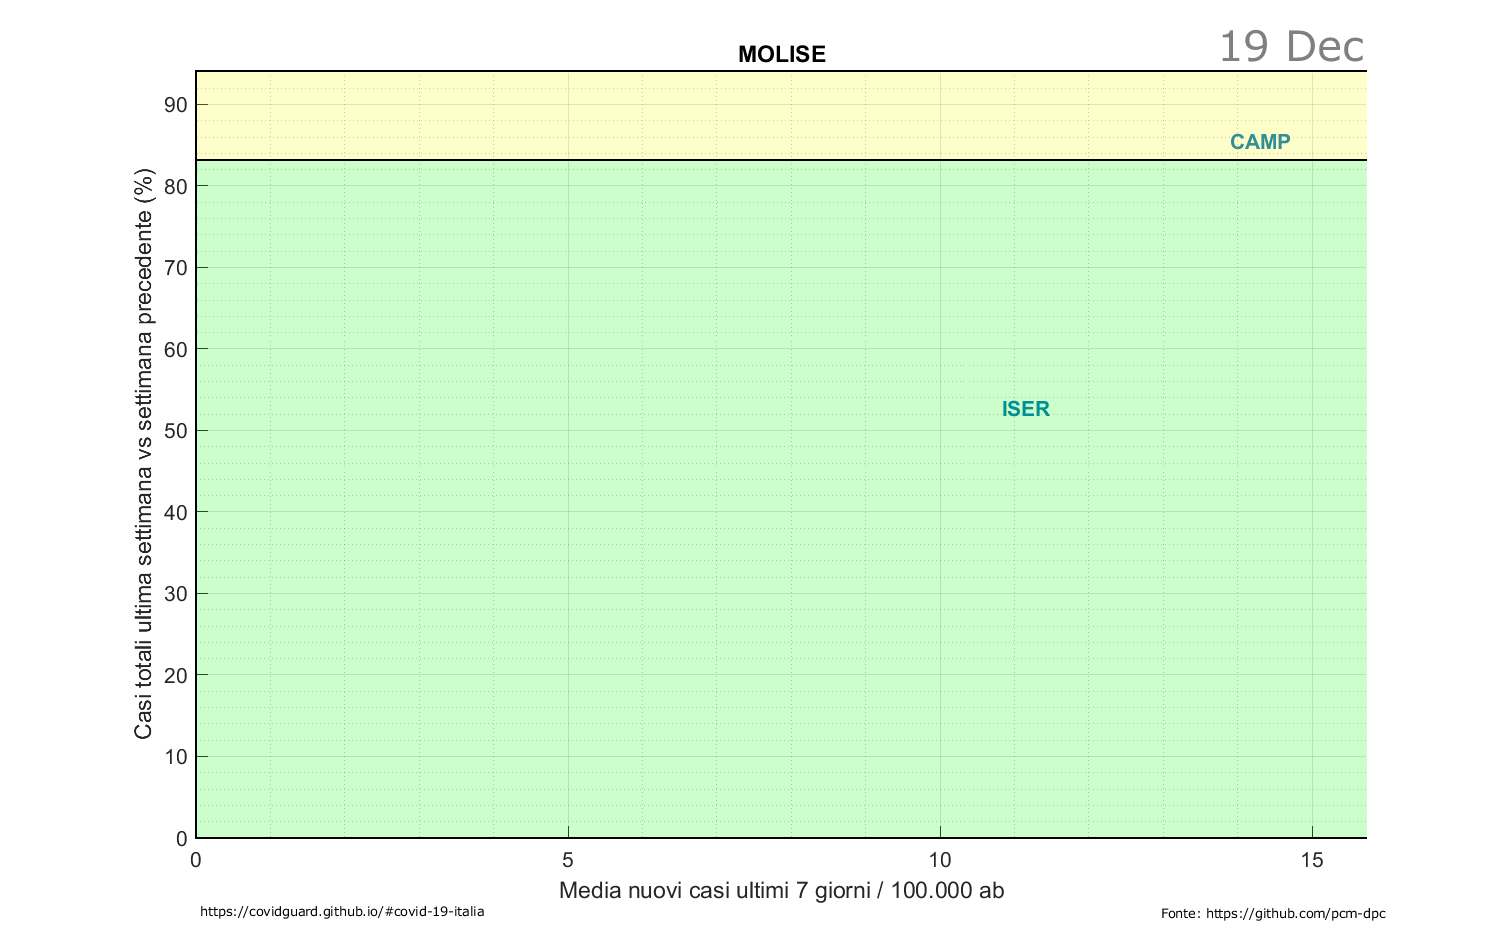 19 Dec
MOLISE
90
CAMP
80
70
60
ISER
50
40
30
20
10
0
Casi totali ultima settimana vs settimana precedente (%)
0 5 10 15
Media nuovi casi ultimi 7 giorni / 100.000 ab
https://covidguard.github.io/#covid-19-italia
Fonte: https://github.com/pcm-dpc